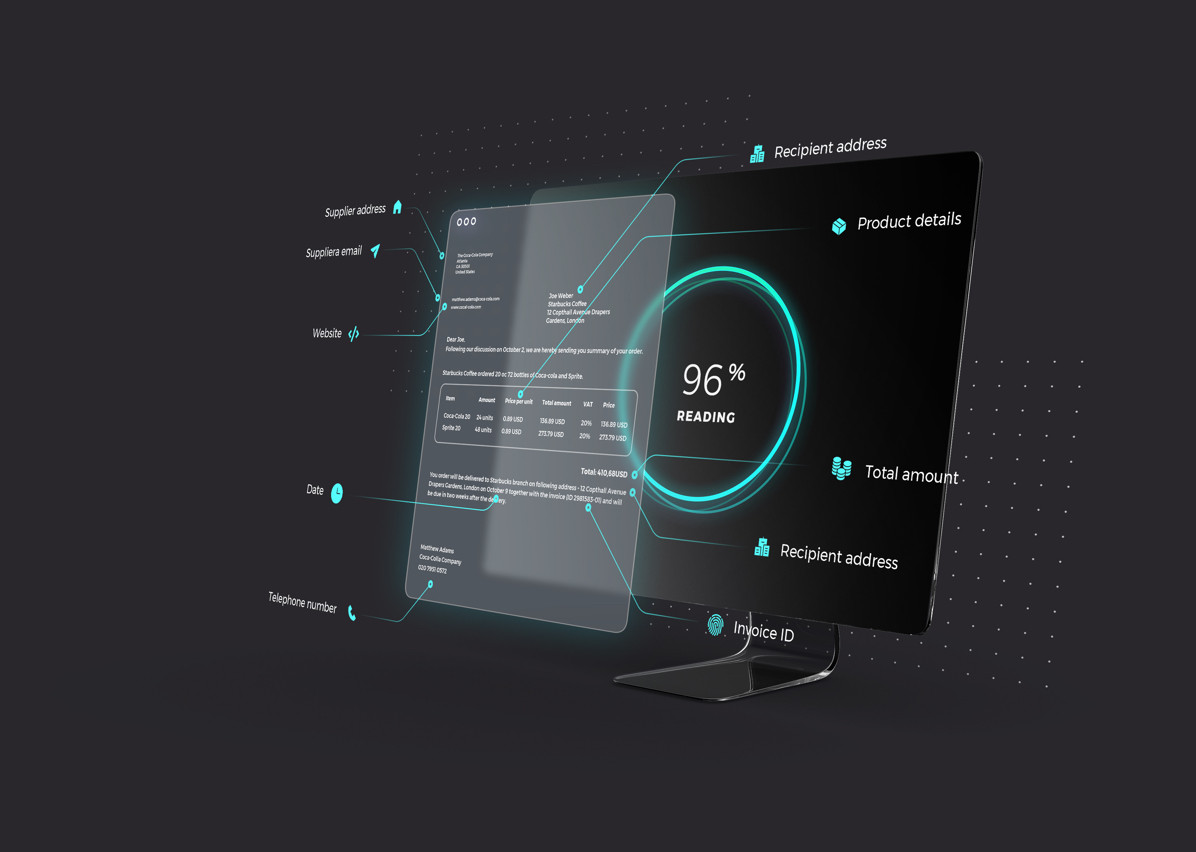 Recipient address
Product details
Supplier address
Suppliera email
Website
Date
Telephone number
96%
READING
Total amount
Recipient address
Invoice ID
The Coca-Cola Company
Atlanta
GA 30301
United States
matthew.adams@coca-cola.com
www.cocal-cola.com
Joe Weber
Starbucks Coffee
12 Copthall Avenue Drapers
Gardens, London
Dear Joe,
Following our discussion on October 2, we are hereby sending you summary of your order.
Starbucks Coffee ordered 20 oc 72 bottles of Coca-cola and Sprite.
Item Amount Price per unit Total amount VAT Price
Coca-Cola 20 24 units 0.89 USD 136.89 USD 20% 136.89 USD
Sprite 20 48 units 0.89 USD 273.79 USD 20% 273.79 USD
Total: 410,68USD
You order will be delivered to Starbucks branch on following address - 12 Copthall Avenue
Drapers Gardens, London on October 9 together with the invoice (ID 2981583-01) and will
be due in two weeks after the delivery.
Matthew Adams
Coca-Colla Company
020 7951 0572